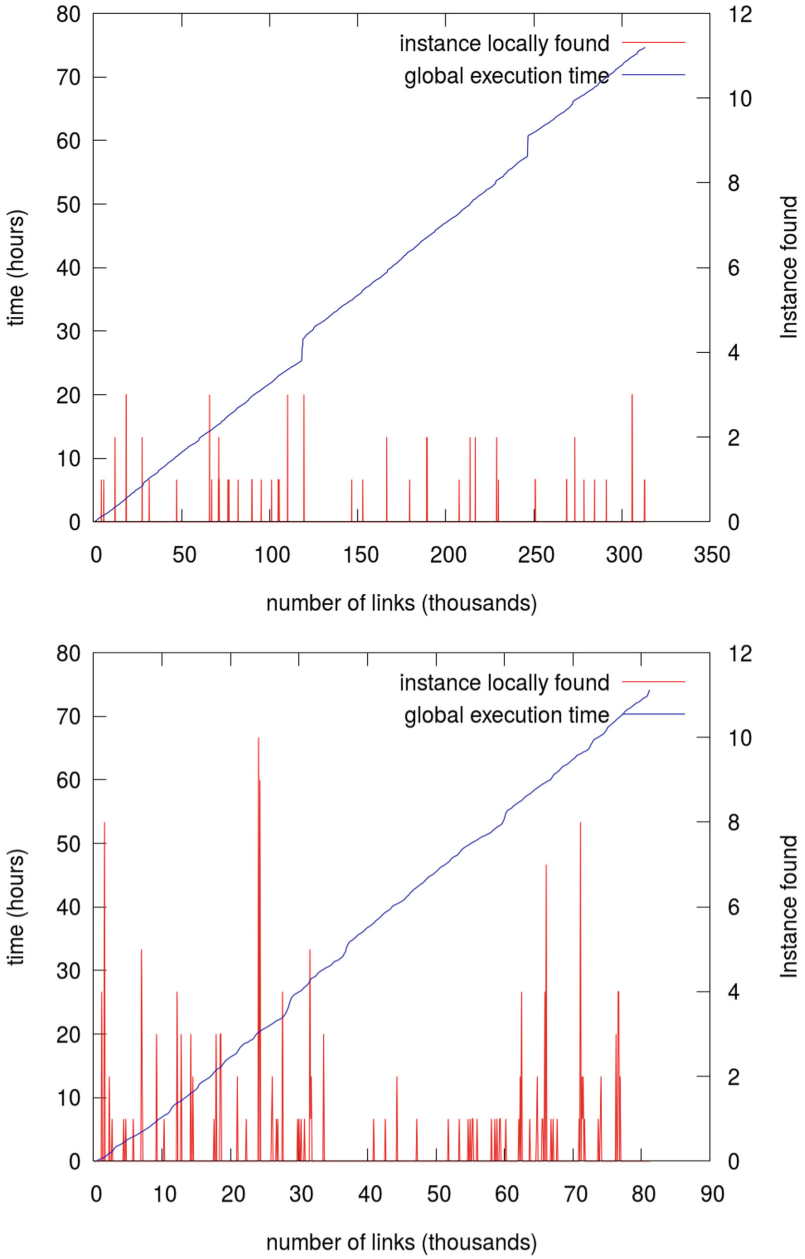 80
70
60
50
40
30
20
10
0
time (hours)
12
10
8
6
4
2
0
Instance found
instance locally found
global execution time
0 50 100 150 200 250 300 350
number of links (thousands)
80
70
60
50
40
30
20
10
0
time (hours)
12
10
8
6
4
2
0
Instance found
instance locally found
global execution time
0 10 20 30 40 50 60 70 80 90
number of links (thousands)